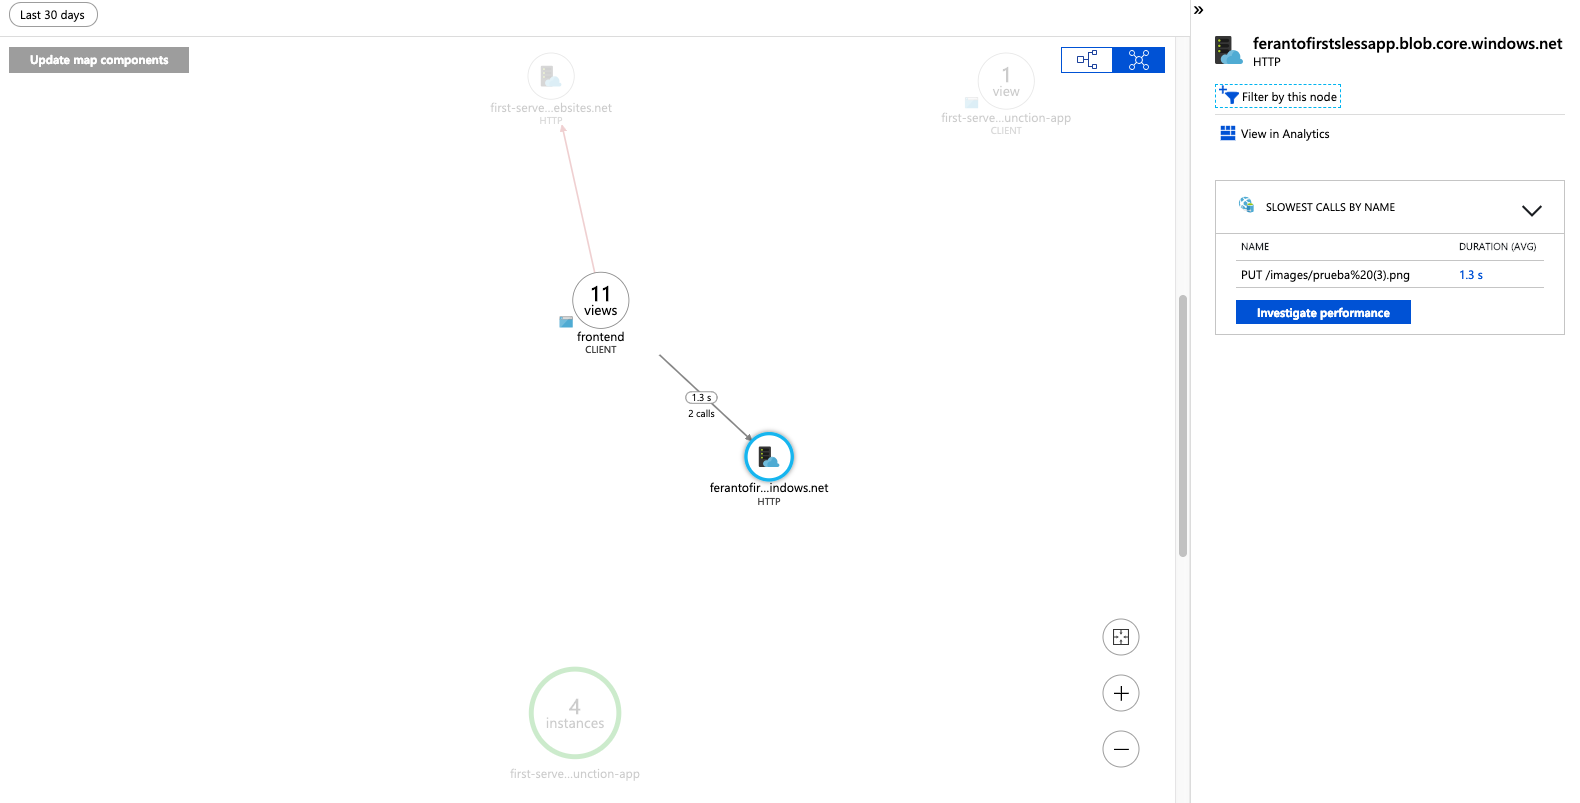 Last 30 days
Update map components
first-serve...ebsites.net
HTTP
1
view
first-serve...unction-app
CLIENT
11
views
frontend
CLIENT
1.3 s
2 calls
ferantofir...indows.net
HTTP
4
instances
first-serve...unction-app
»
ferantofirstslessapp.blob.core.windows.net
HTTP
Filter by this node
View in Analytics
SLOWEST CALLS BY NAME
NAME DURATION (AVG)
PUT /images/prueba%20(3).png 1.3 s
Investigate performance